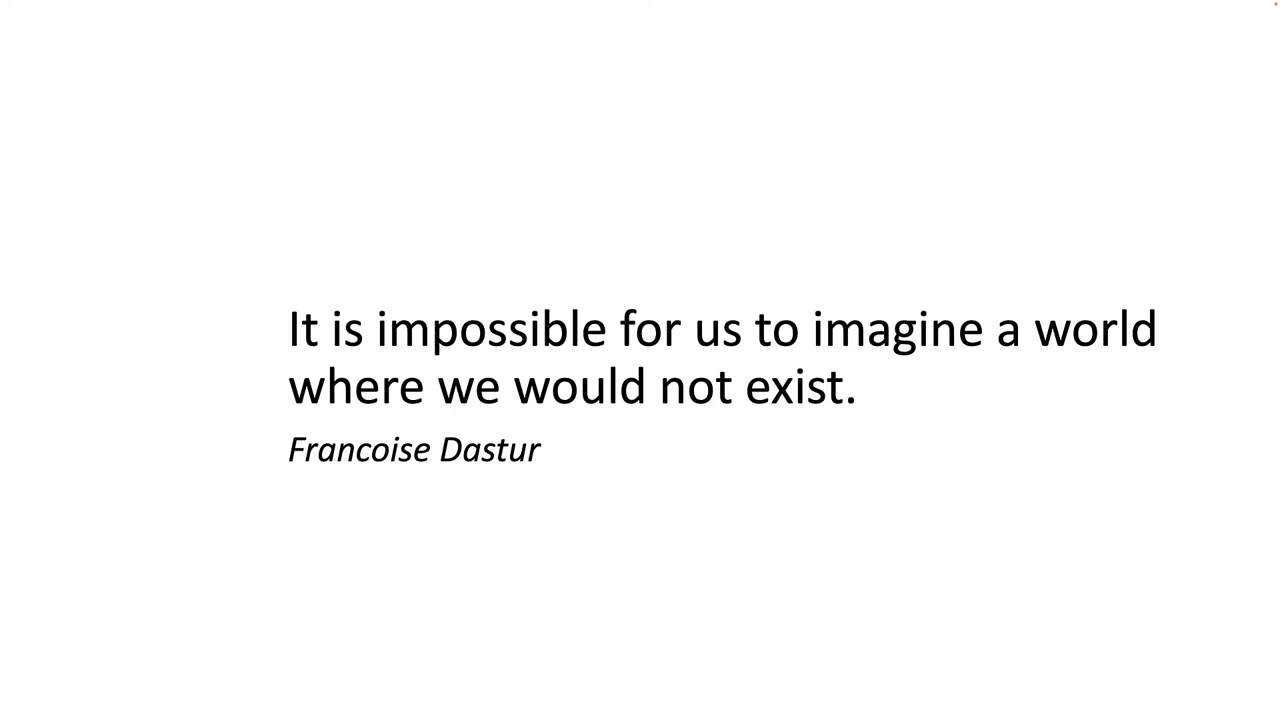 It is impossible for us to imagine a world
where we would not exist.
Francoise Dastur